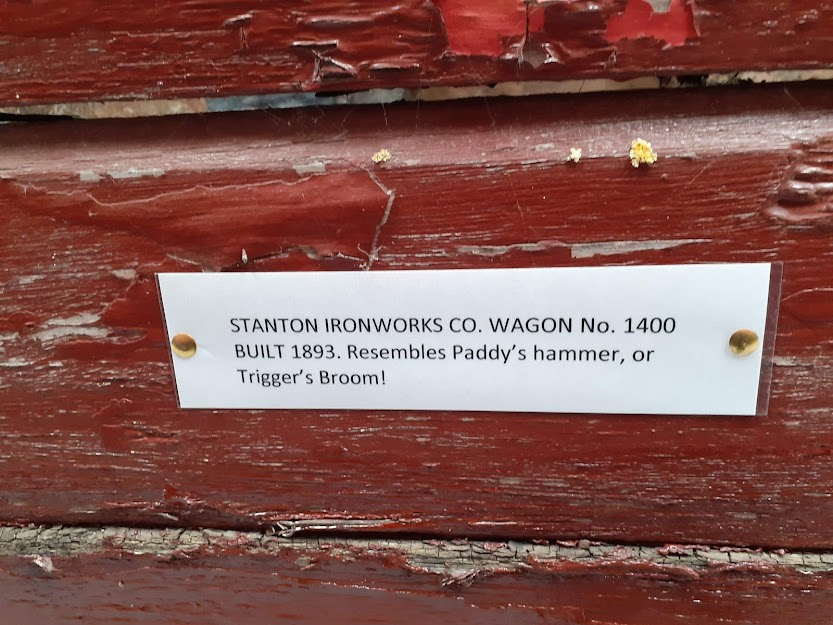 STANTON IRONWORKS CO. WAGON No. 1400
BUILT 1893. Resembles Paddy's hammer, or
Trigger's Broom!